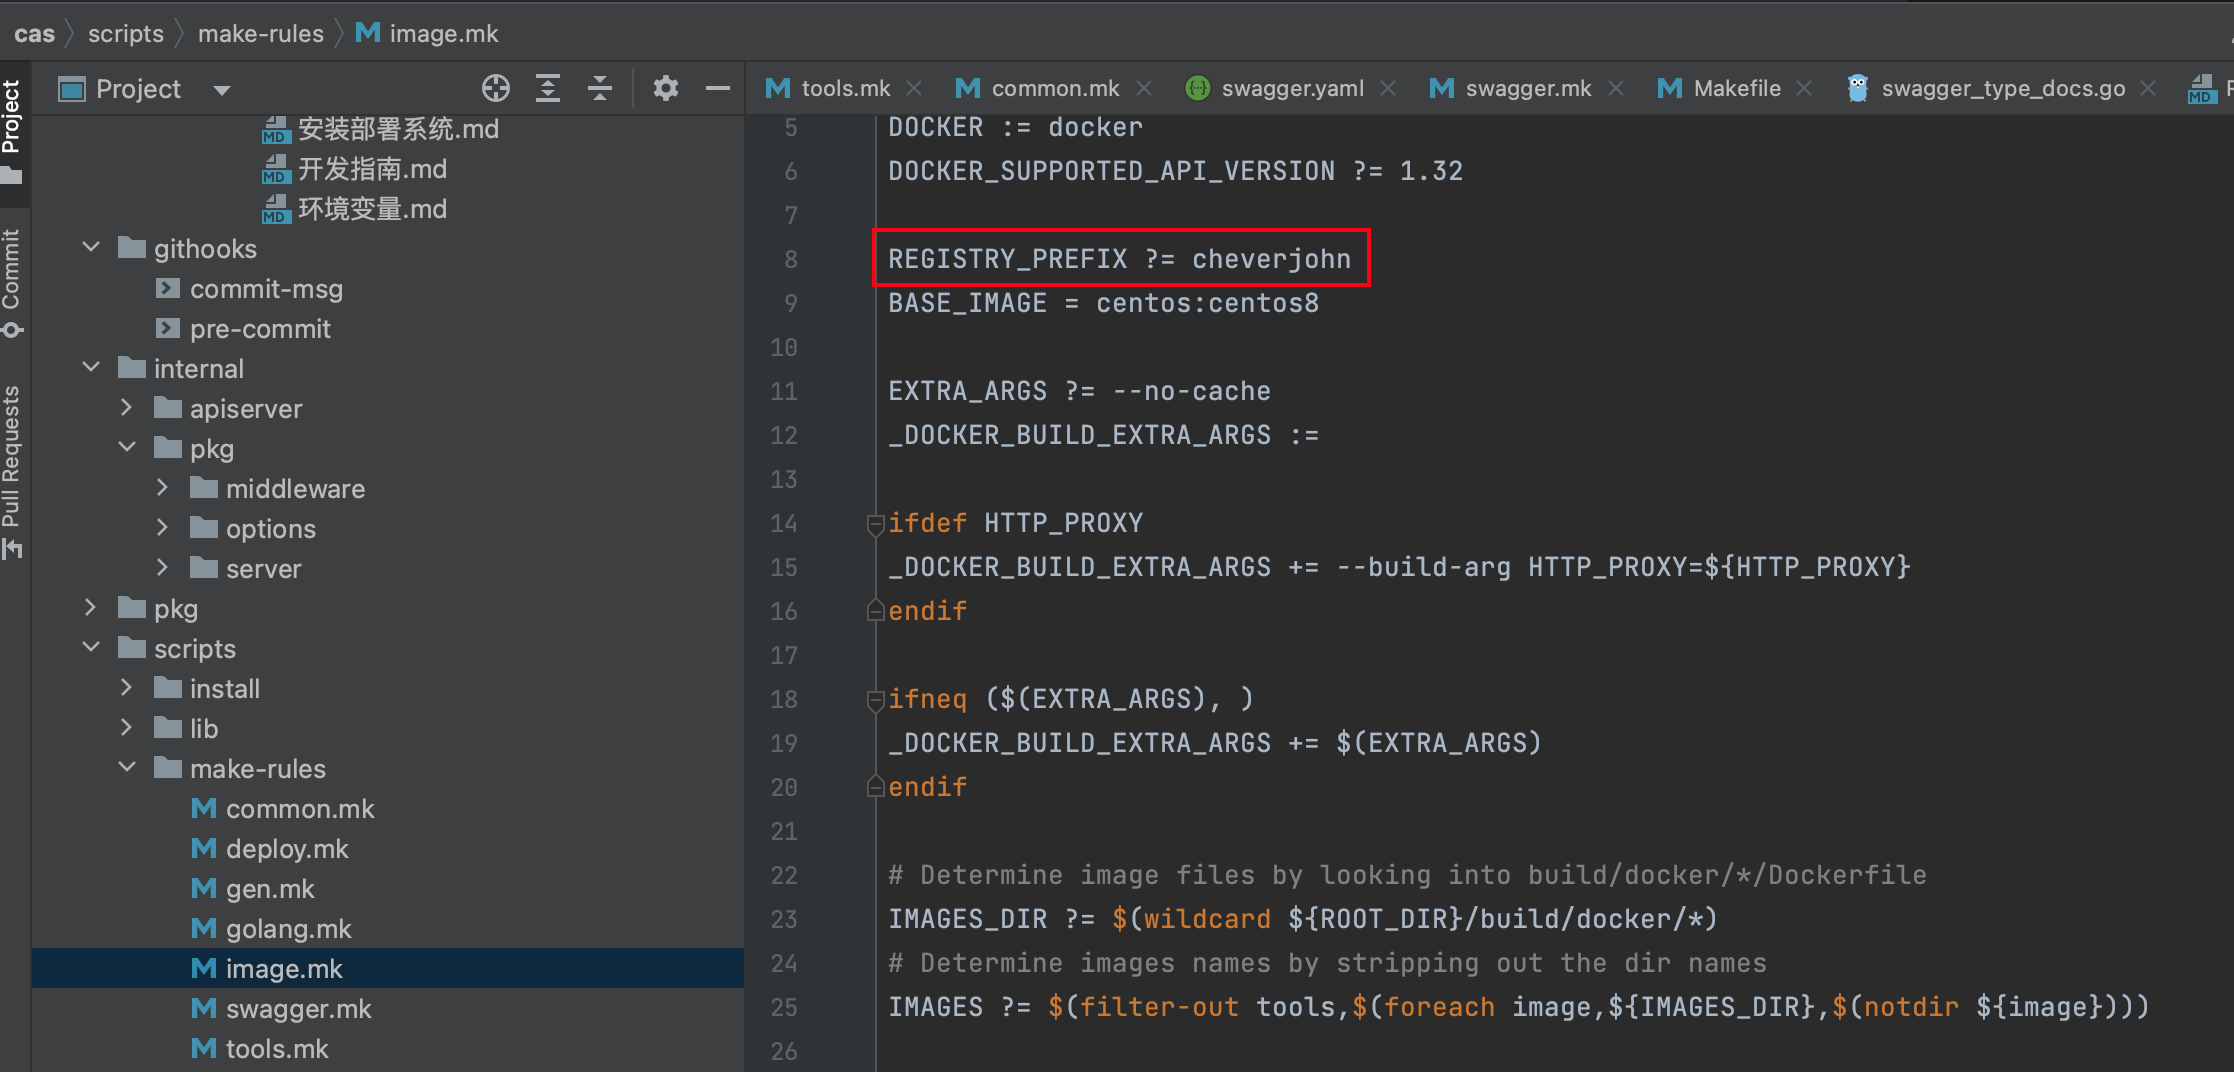 cas scripts make-rules image.mk
Project
tools.mk common.mk swagger.yaml swagger.mk Makefile swagger_type_docs.go
Project
Commit
Pull Requests
安装部署系统.md
开发指南.md
环境变量.md
githooks
commit-msg
pre-commit
internal
apiserver
pkg
middleware
options
server
pkg
scripts
install
lib
make-rules
common.mk
deploy.mk
gen.mk
golang.mk
image.mk
swagger.mk
tools.mk
5 DOCKER := docker
6 DOCKER_SUPPORTED_API_VERSION ?= 1.32
7
8 REGISTRY_PREFIX ?= cheverjohn
9 BASE_IMAGE = centos:centos8
10
11 EXTRA_ARGS ?= --no-cache
12 _DOCKER_BUILD_EXTRA_ARGS :=
13
14 ifdef HTTP_PROXY
15 _DOCKER_BUILD_EXTRA_ARGS += --build-arg HTTP_PROXY=${HTTP_PROXY}
16 endif
17
18 ifneq ($(EXTRA_ARGS), )
19 _DOCKER_BUILD_EXTRA_ARGS += $(EXTRA_ARGS)
20 endif
21
22 # Determine image files by looking into build/docker/*/Dockerfile
23 IMAGES_DIR ?= $(wildcard ${ROOT_DIR}/build/docker/*)
24 # Determine images names by stripping out the dir names
25 IMAGES ?= $(filter-out tools,$(foreach image,${IMAGES_DIR},$(notdir ${image})))
26